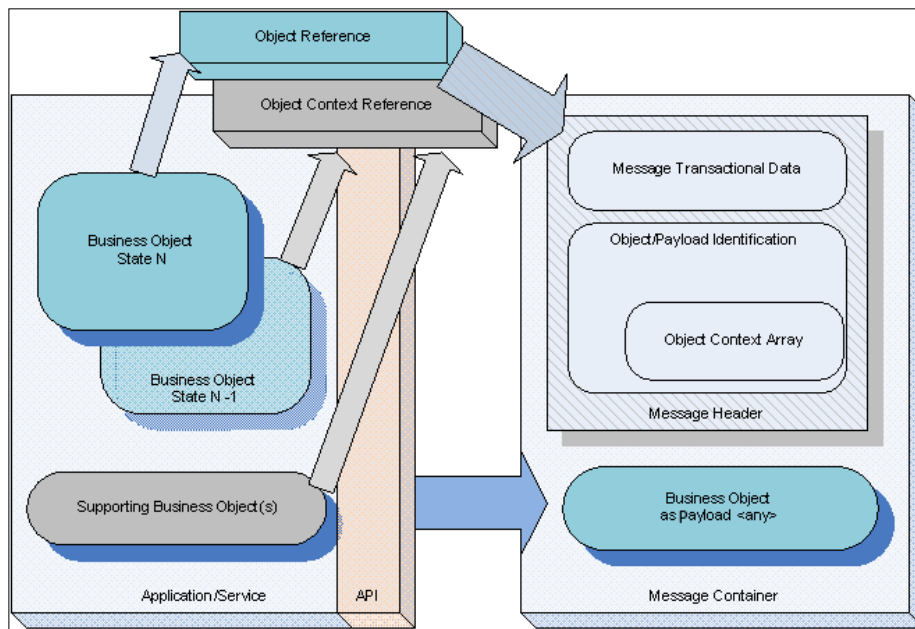 Object Reference
Object Context Reference
Business Object
State N
Business Object
State N -1
Supporting Business Object(s)
Application/Service
API
Message Transactional Data
Object/Payload Identification
Object Context Array
Message Header
Business Object
as Payload <any>
Message Container